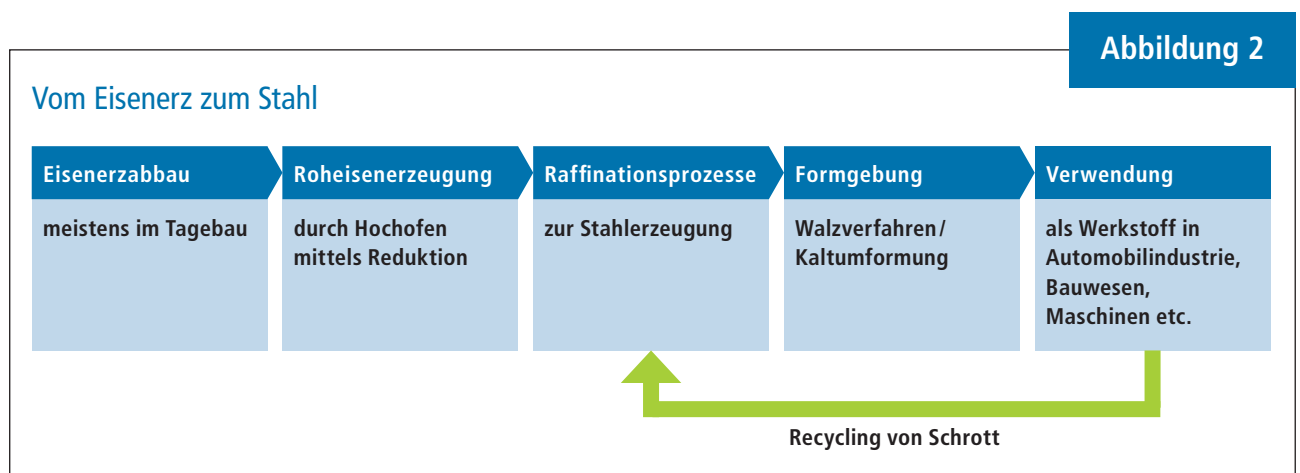 Abbildung 2
Vom Eisenerz zum Stahl
Eisenerzabbau
meistens im Tagebau
Roheisenerzeugung
durch Hochofen
mittels Reduktion
Raffinationsprozesse
zur Stahlerzeugung
Formgebung
Walzverfahren/
Kaltumformung
Verwendung
als Werkstoff in
Automobilindustrie,
Bauwesen,
Maschinen etc.
Recycling von Schrott